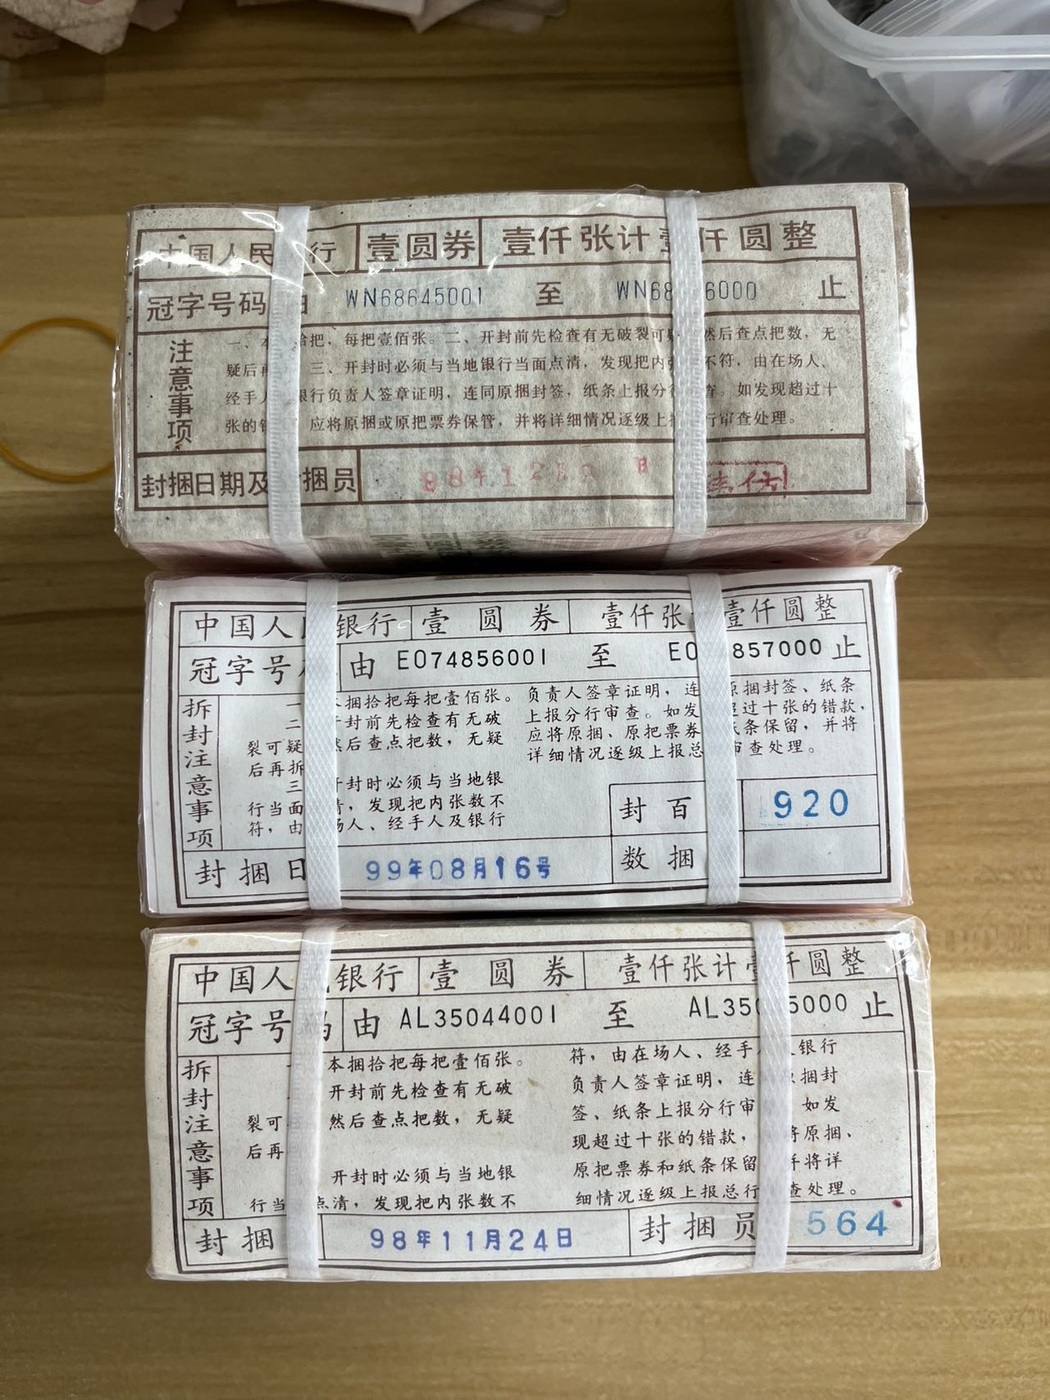 中国人民 行 壹圆券 壹仟张计 仟圆整
冠字号码 WN68645001 至 WN68 6000 止
注意事项
一、 拾把，每把壹佰张。二、开封前先检查有无破裂可 然后查点把数，无
疑后 三、开封时必须与当地银行当面点清，发现把内 不符，由在场人、
经手人 银行负责人签章证明，连同原捆封签，纸条上报分 查 如发现超过十
张的 应将原捆或原把票券保管，并将详细情况逐级上 行审查处理。
封捆日期及 捆员
中国人 银行 壹圆券 壹仟张 壹仟圆整
冠字号 由 E074856001 至 E0 857000 止
拆封注意事项
一 本捆拾把每把壹佰张。
二 开封前先检查有无破
裂可疑 然后查点把数，无疑
后再拆
三 开封时必须与当地银
行当面 ，发现把内张数不
符，由 场人、经手人及银行
负责人签章证明，连 原捆封签、纸条
上报分行审查。如发 超过十张的错款，
应将原捆、原把票券 纸条保留，并将
详细情况逐级上报总 审查处理。
封百 920
数捆
封捆日 99年08月16号
中国人 银行 壹圆券 壹仟张计 仟圆整
冠字号码 由 AL35044001 至 AL350 5000 止
拆封注意事项
本捆拾把每把壹佰张。
开封前先检查有无破
裂可 然后查点把数，无疑
后再
开封时必须与当地银
行当 点清，发现把内张数不
符，由在场人、经手人 银行
负责人签章证明，连 原捆封
签、纸条上报分行审 如发
现超过十张的错款， 将原捆、
原把票券和纸条保留 并将详
细情况逐级上报总行 查处理。
封捆 98年11月24日 封捆员 564